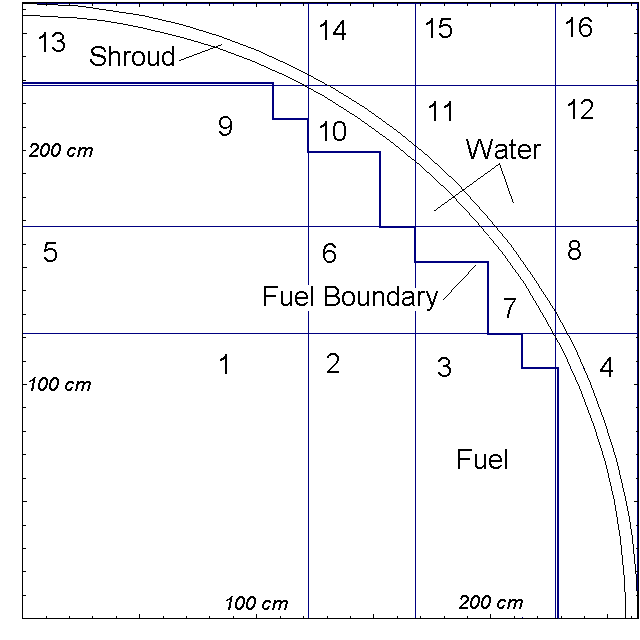 13 14 15 16
Shroud
9 10 11 12
Water
200 cm
5 6 8
Fuel Boundary 7
1 2 3 4
100 cm
Fuel
100 cm 200 cm